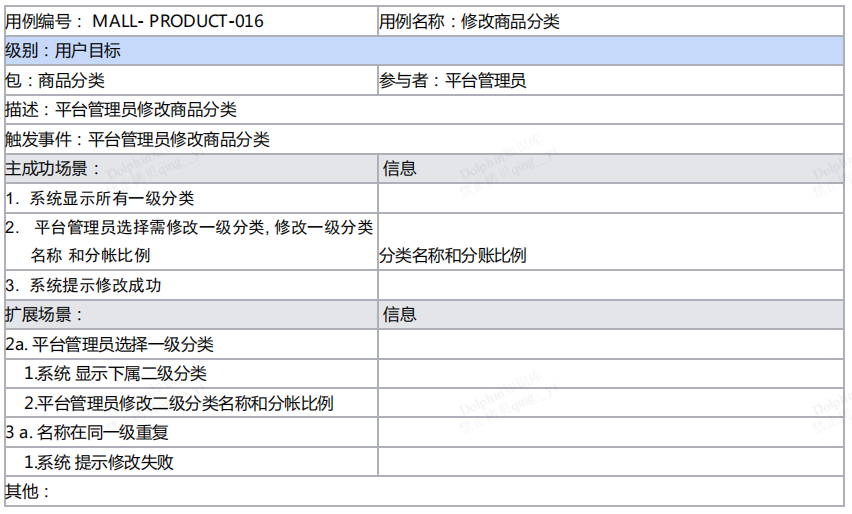 用例编号： MALL- PRODUCT-016
用例名称：修改商品分类
级别：用户目标
包：商品分类
参与者：平台管理员
描述：平台管理员修改商品分类
触发事件：平台管理员修改商品分类
主成功场景：
信息
1. 系统显示所有一级分类
2. 平台管理员选择需修改一级分类, 修改一级分类
名称 和分帐比例
分类名称和分账比例
3. 系统提示修改成功
扩展场景：
信息
2a. 平台管理员选择一级分类
1.系统 显示下属二级分类
2.平台管理员修改二级分类名称和分帐比例
3 a. 名称在同一级重复
1.系统 提示修改失败
其他：